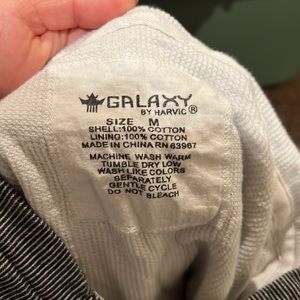 GALAXY
BY HARVIC®
SIZE M
SHELL:100% COTTON
LINING:100% COTTON
MADE IN CHINA RN 63967
MACHINE WASH WARM
TUMBLE DRY LOW
WASH LIKE COLORS
SEPARATELY
GENTLE CYCLE
DO NOT BLEACH